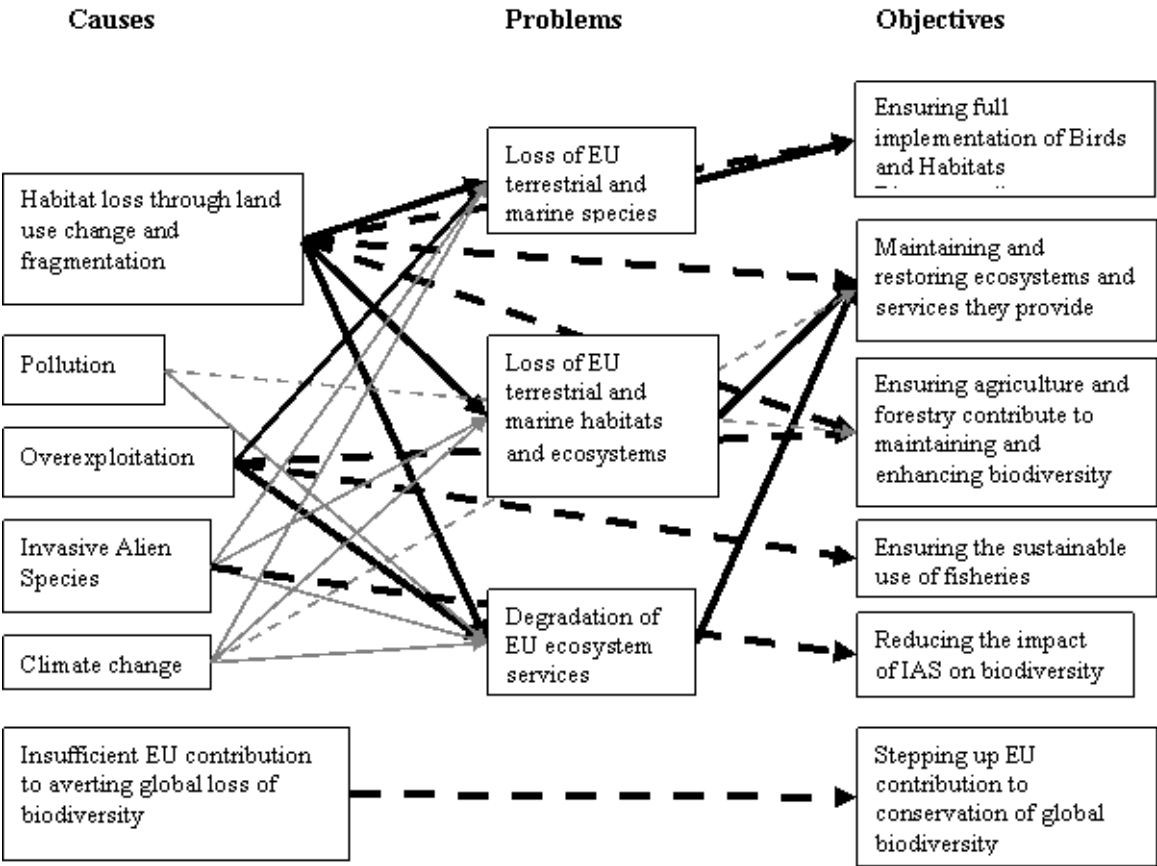 Causes
Problems
Objectives
Habitat loss through land
use change and
fragmentation
Pollution
Overexploitation
Invasive Alien
Species
Climate change
Insufficient EU contribution
to averting global loss of
biodiversity
Loss of EU
terrestrial and
marine species
Loss of EU
terrestrial and
marine habitats
and ecosystems
Degradation of
EU ecosystem
services
Ensuring full
implementation of Birds
and Habitats
Maintaining and
restoring ecosystems and
services they provide
Ensuring agriculture and
forestry contribute to
maintaining and
enhancing biodiversity
Ensuring the sustainable
use of fisheries
Reducing the impact
of IAS on biodiversity
Stepping up EU
contribution to
conservation of global
biodiversity